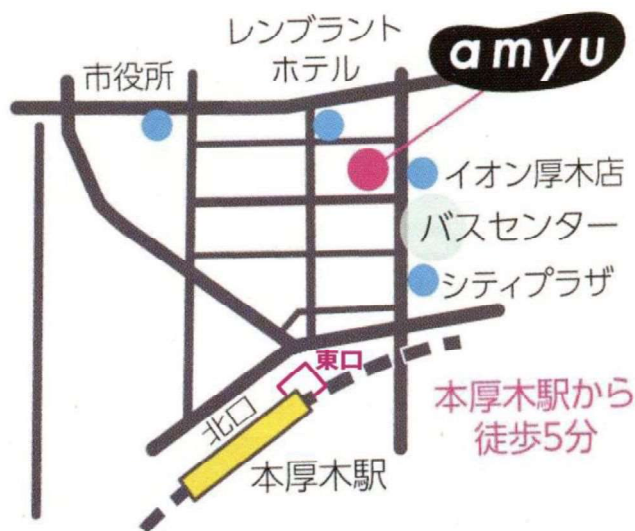 レンブラント
ホテル
amyu
市役所
イオン厚木店
バスセンター
シティプラザ
東口
北口
本厚木駅
本厚木駅から
徒歩5分